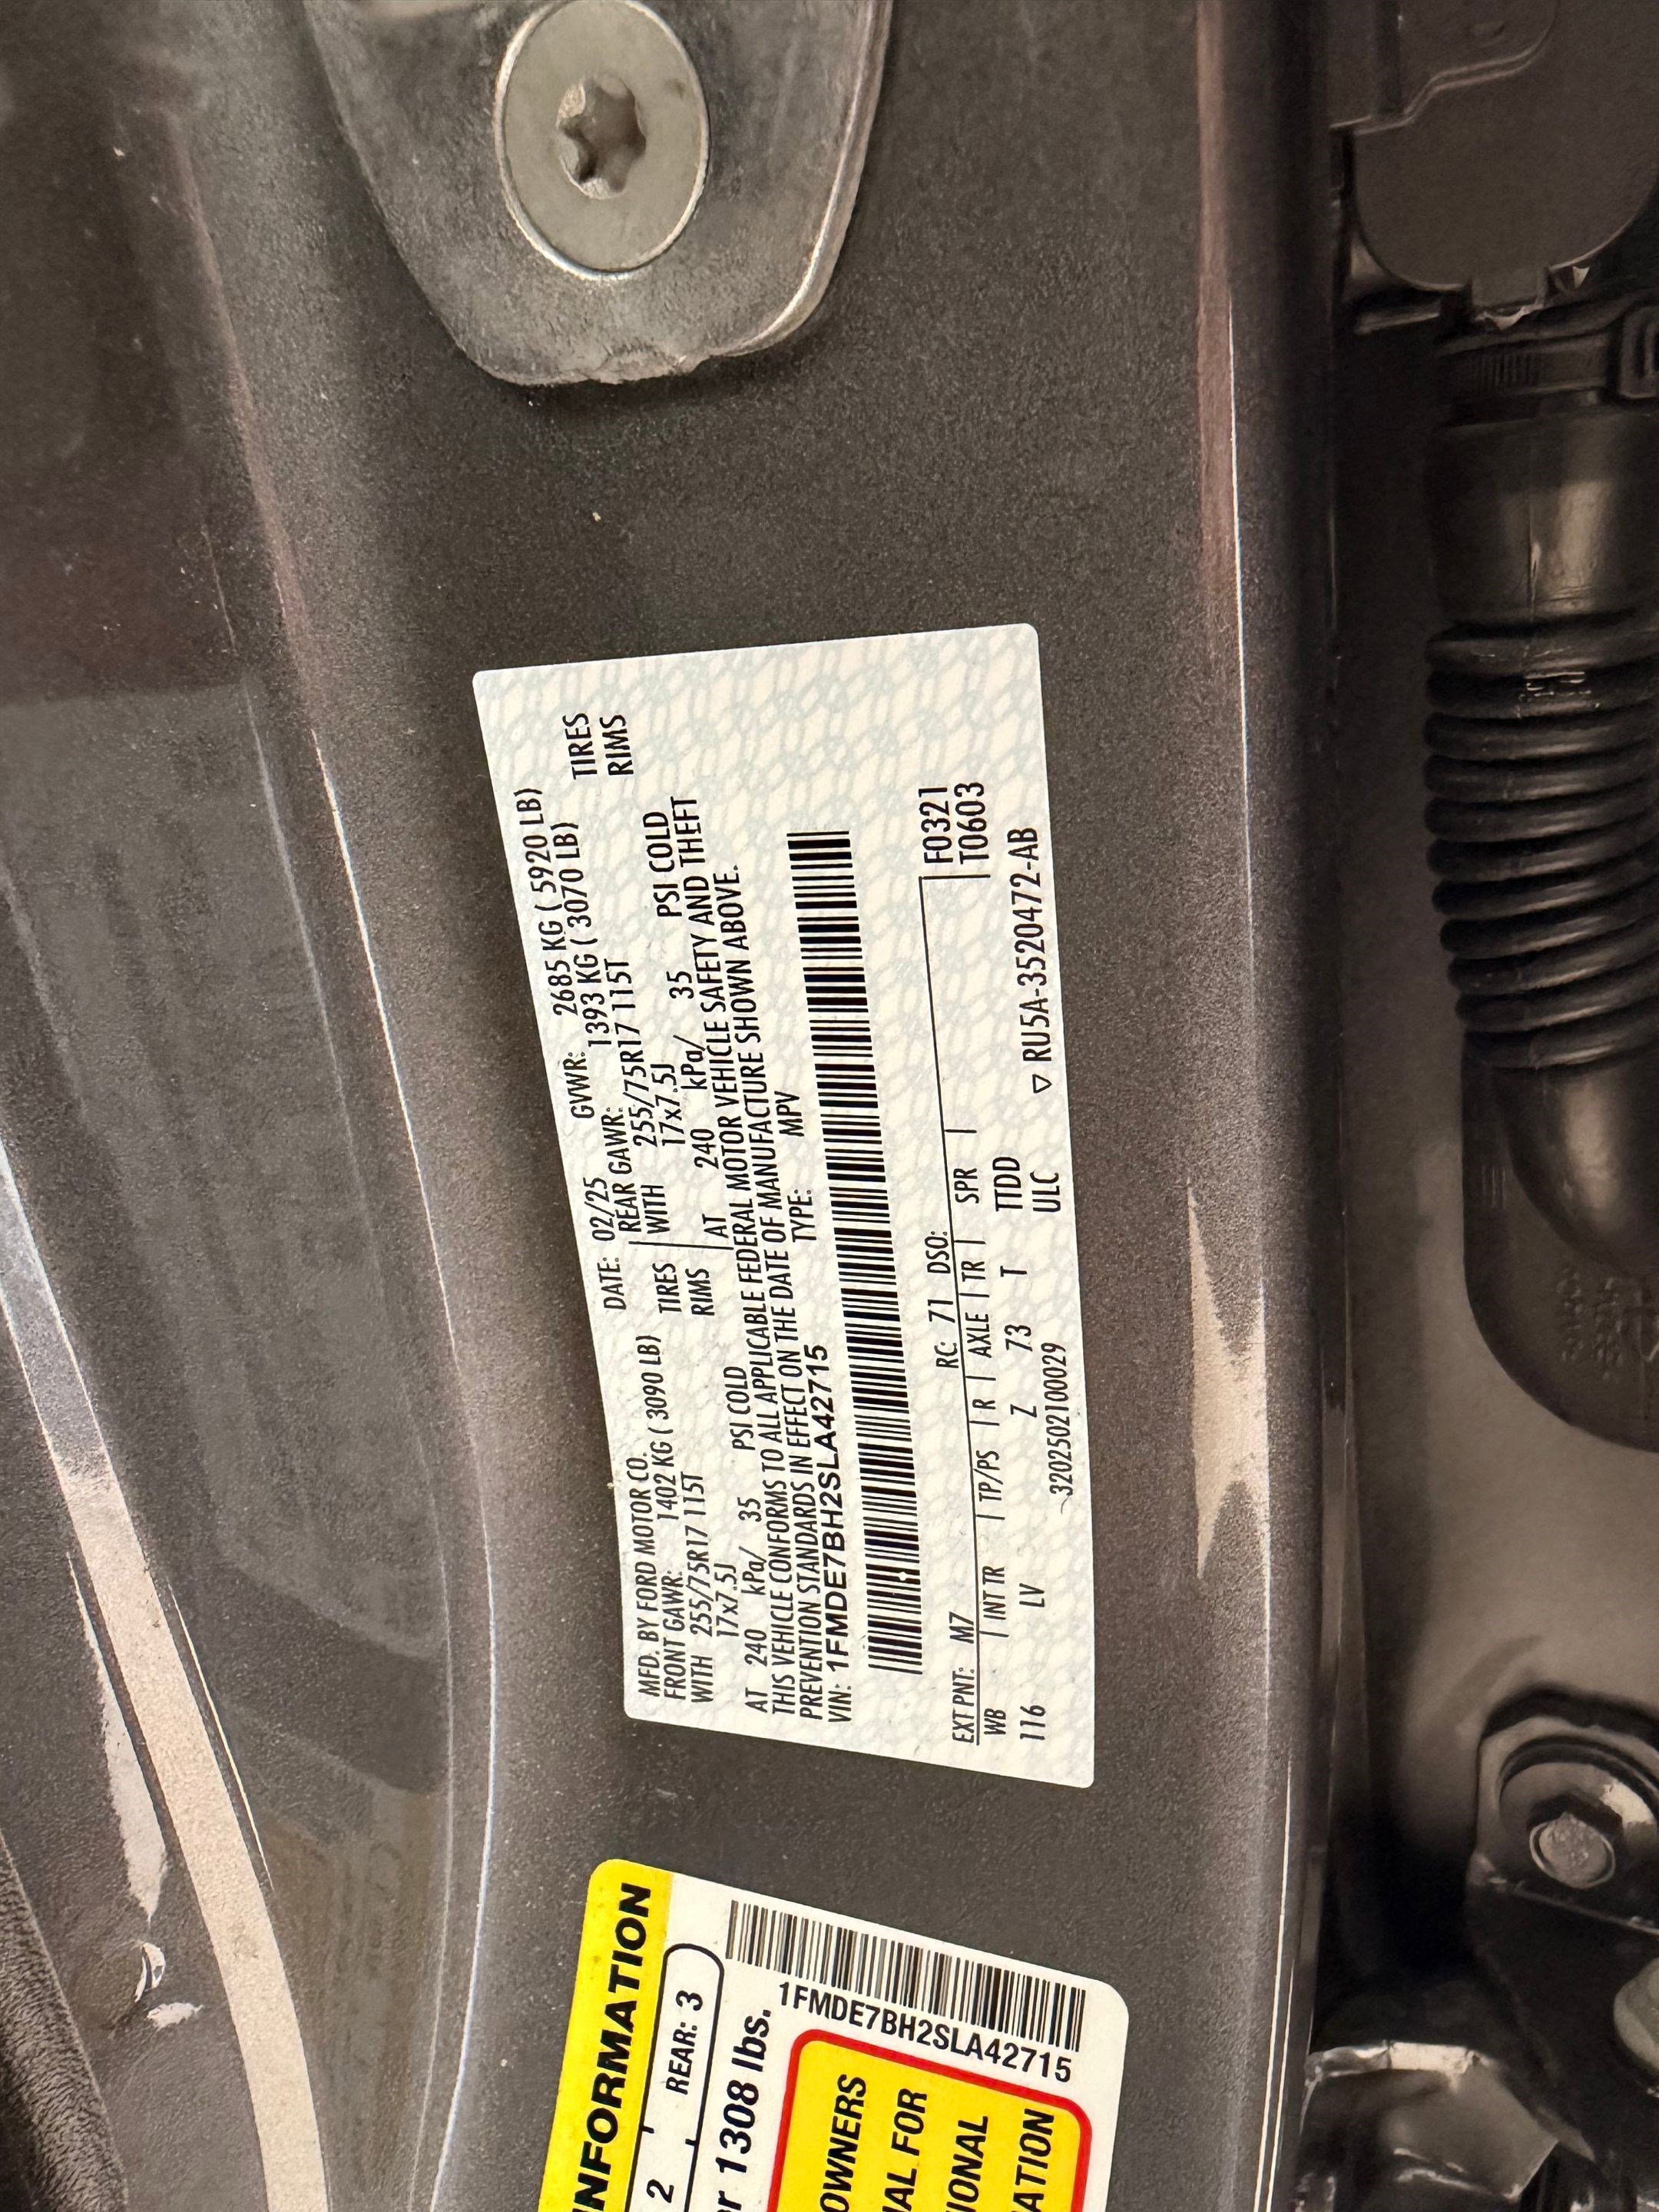 MFD. BY FORD MOTOR CO.
DATE: 02/25 GVWR: 2685 KG ( 5920 LB)
FRONT GAWR: 1402 KG ( 3090 LB) REAR GAWR: 1393 KG ( 3070 LB)
WITH 255/75R17 115T TIRES WITH 255/75R17 115T TIRES
17x7.5J RIMS 17x7.5J RIMS
AT 240 kPa/ 35 PSI COLD AT 240 kPa/ 35 PSI COLD
THIS VEHICLE CONFORMS TO ALL APPLICABLE FEDERAL MOTOR VEHICLE SAFETY AND THEFT
PREVENTION STANDARDS IN EFFECT ON THE DATE OF MANUFACTURE SHOWN ABOVE.
VIN: 1FMDE7BH2SLA42715 TYPE: MPV
EXT PNT: M7 RC: 71 DSO: F0321
WB INT TR TP/PS R AXLE TR SPR T0603
116 LV Z 73 T TTDD
ULC
3202502100029
▽ RU5A-3520472-AB
INFORMATION
2 REAR: 3
r 1308 lbs.
1FMDE7BH2SLA42715
OWNERS
AL FOR
IONAL
ATION